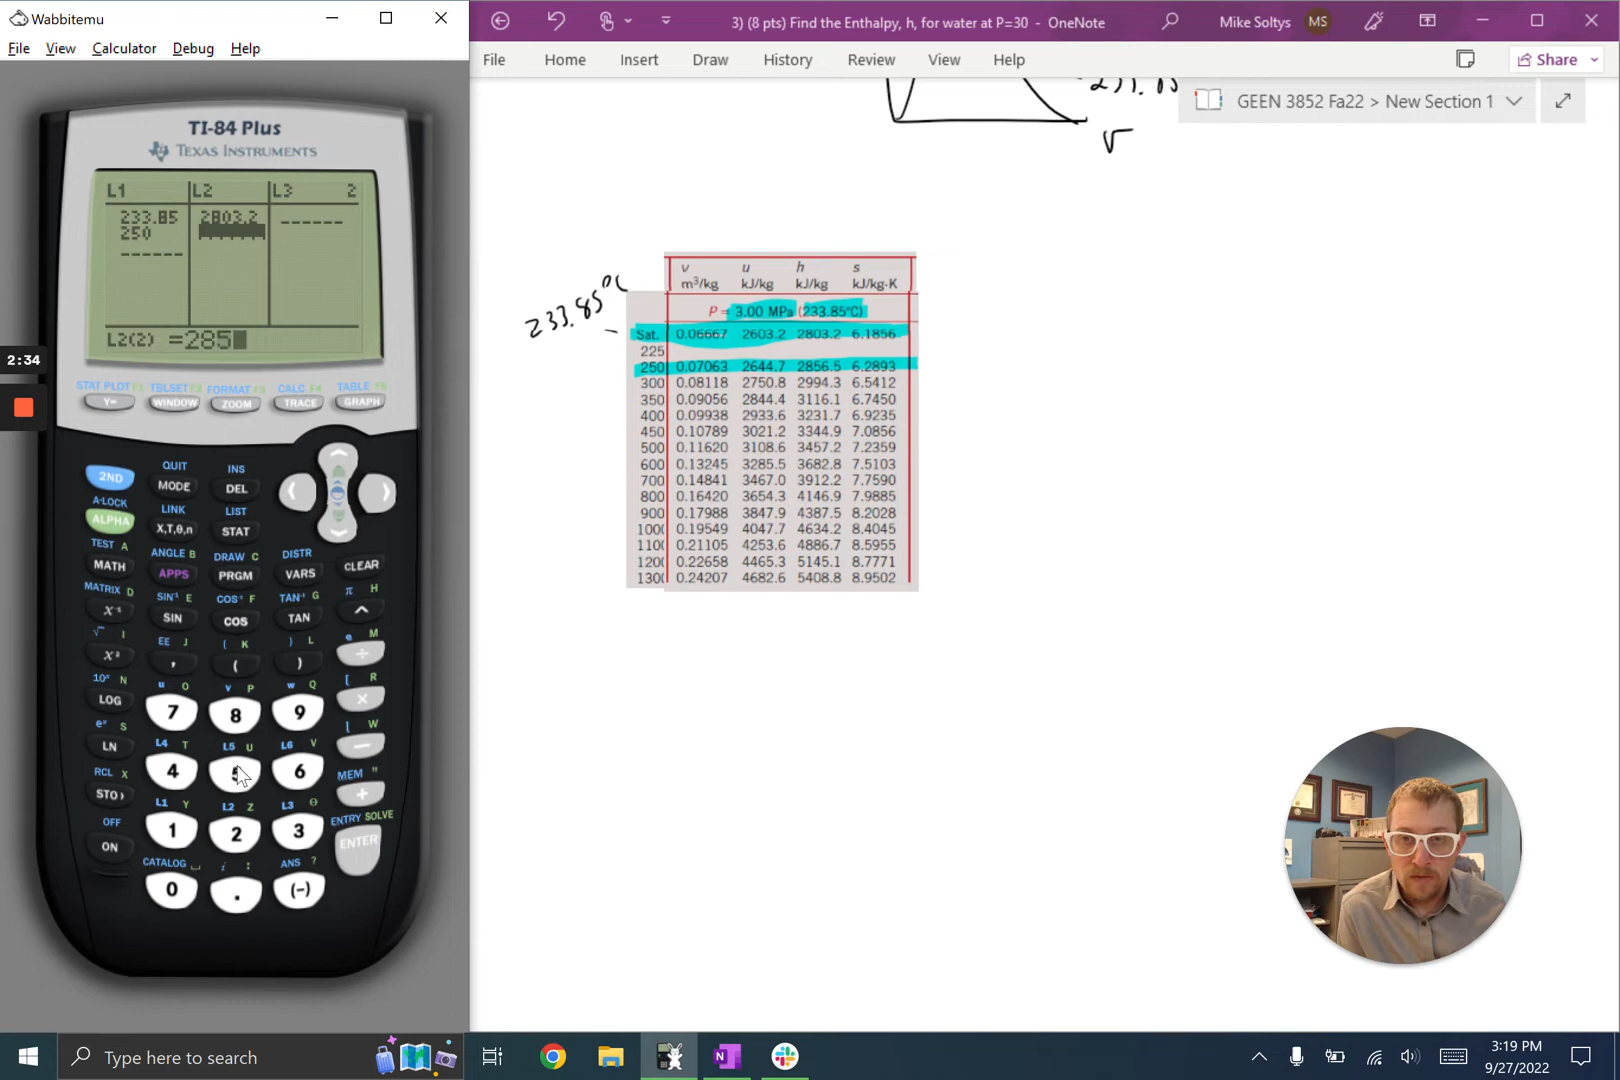 Wabbitemu
File View Calculator Debug Help
TI-84 Plus
TEXAS INSTRUMENTS
L1 L2 L3 2
233.85 2803.2 ------
250
------
L2(2) =285
2:34
STAT PLOT F1 TBLSET F2 FORMAT F3 CALC F4 TABLE F5
Y= WINDOW ZOOM TRACE GRAPH
QUIT INS
2ND MODE DEL
A-LOCK LINK LIST
ALPHA X,T,θ,n STAT
TEST A ANGLE B DRAW C DISTR
MATH APPS PRGM VARS CLEAR
MATRIX D SIN⁻¹ E COS⁻¹ F TAN⁻¹ G π H
X⁻¹ SIN COS TAN ^
√ I EE J { K } L e M
X² , ( ) ÷
10ˣ N u O v P w Q [ R
LOG 7 8 9 ×
eˣ S L4 T L5 U L6 V ] W
LN 4 6 −
RCL X L1 Y L2 Z L3 θ MEM "
STO› 1 2 3 +
OFF CATALOG i : ANS ? ENTRY SOLVE
ON 0 . (−) ENTER
3) (8 pts) Find the Enthalpy, h, for water at P=30 - OneNote
Mike Soltys MS
File Home Insert Draw History Review View Help
Share
GEEN 3852 Fa22 > New Section 1
233.85
v
233.85°C
v u h s
m³/kg kJ/kg kJ/kg kJ/kg·K
P = 3.00 MPa (233.85°C)
Sat. 0.06667 2603.2 2803.2 6.1856
225
250 0.07063 2644.7 2856.5 6.2893
300 0.08118 2750.8 2994.3 6.5412
350 0.09056 2844.4 3116.1 6.7450
400 0.09938 2933.6 3231.7 6.9235
450 0.10789 3021.2 3344.9 7.0856
500 0.11620 3108.6 3457.2 7.2359
600 0.13245 3285.5 3682.8 7.5103
700 0.14841 3467.0 3912.2 7.7590
800 0.16420 3654.3 4146.9 7.9885
900 0.17988 3847.9 4387.5 8.2028
1000 0.19549 4047.7 4634.2 8.4045
1100 0.21105 4253.6 4886.7 8.5955
1200 0.22658 4465.3 5145.1 8.7771
1300 0.24207 4682.6 5408.8 8.9502
Type here to search
3:19 PM
9/27/2022